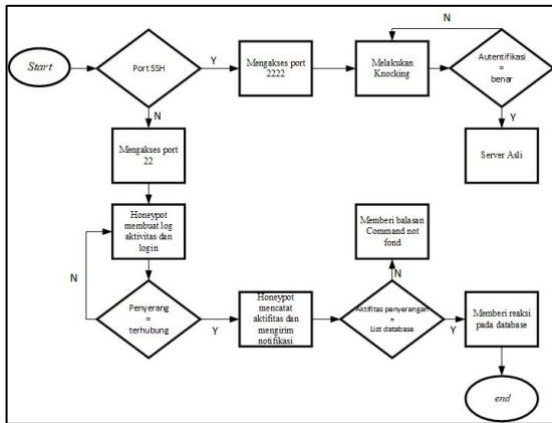 Start
Port SSH
Y
Mengakses port
2222
Melakukan
Knocking
N
Autentifikasi
=
benar
Y
Server Asli
N
Mengakses port
22
Honeypot
membuat log
aktivitas dan
login
N
Penyerang
=
terhubung
Y
Honeypot
mencatat
aktifitas dan
mengirim
notifikasi
Aktifitas penyerangan
=
List database
N
Memberi balasan
Command not
fond
Y
Memberi reaksi
pada database
end